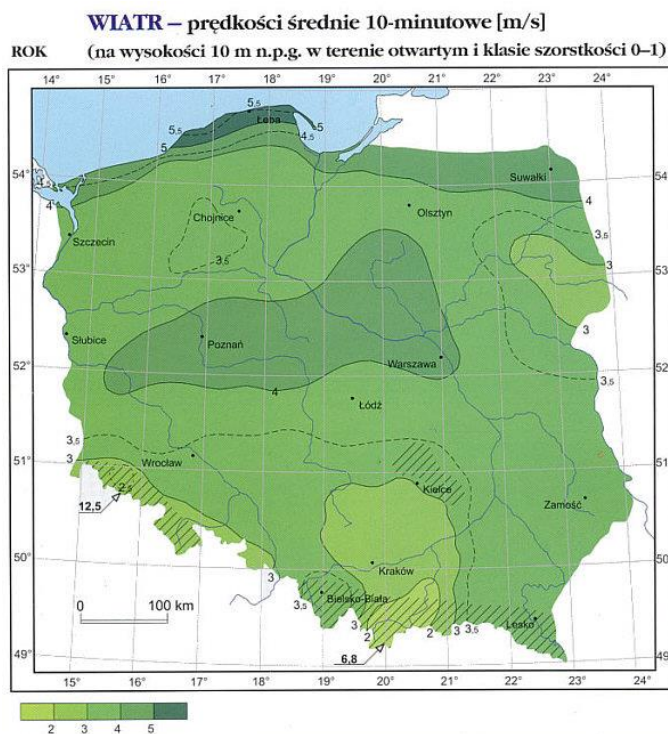 WIATR – prędkości średnie 10-minutowe [m/s]
ROK (na wysokości 10 m n.p.g. w terenie otwartym i klasie szorstkości 0–1)
14° 15° 16° 17° 18° 19° 20° 21° 22° 23° 24°
5,5
Łeba
5,5 5
5 4,5
54° Suwałki 54°
4
4
Chojnice Olsztyn
3,5
Szczecin
3
3,5
53° 53°
3
Słubice Poznań
Warszawa
52° 52°
4 3,5
Łódź
3,5
51° 51°
3 Wrocław
2,5 Kielce
12,5 Zamość
50° 50°
Kraków
3
0 100 km
3,5 Bielsko-Biała
3 2 2 3 3,5 Lesko
49° 6,8 49°
15° 16° 17° 18° 19° 20° 21° 22° 23°
2 3 4 5